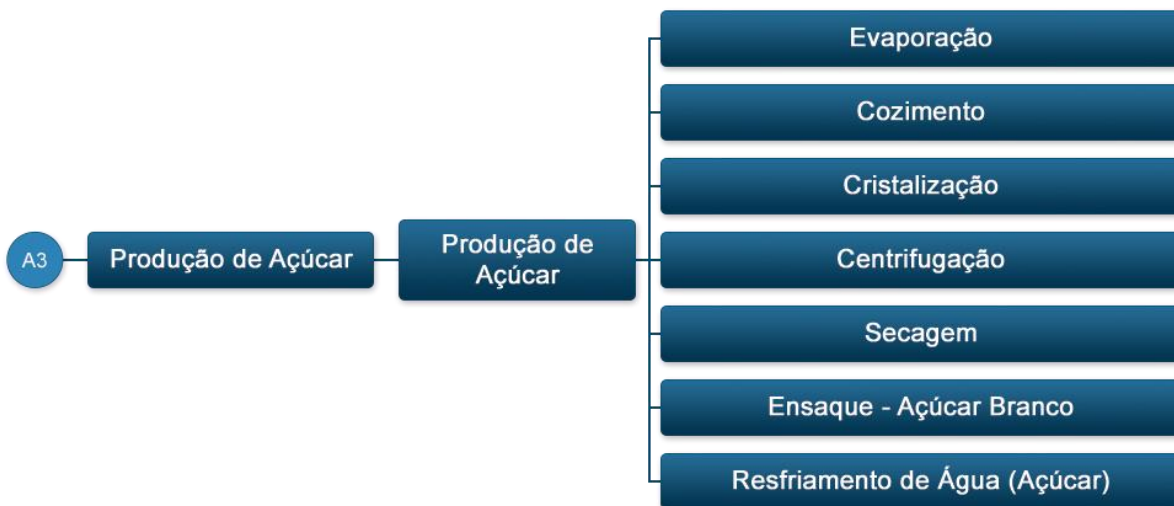 A3
Produção de Açúcar
Produção de
Açúcar
Evaporação
Cozimento
Cristalização
Centrifugação
Secagem
Ensaque - Açúcar Branco
Resfriamento de Água (Açúcar)